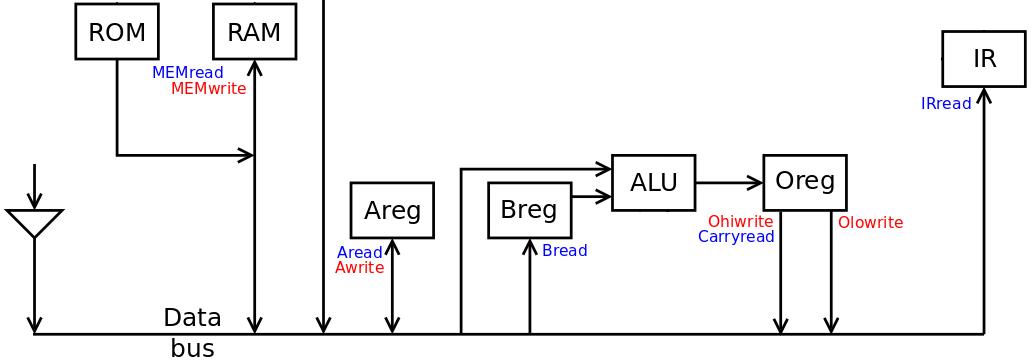 ROM
RAM
IR
MEMread
MEMwrite
IRread
ALU
Oreg
Areg
Breg
Ohiwrite
Olowrite
Carryread
Aread
Bread
Awrite
Data
bus